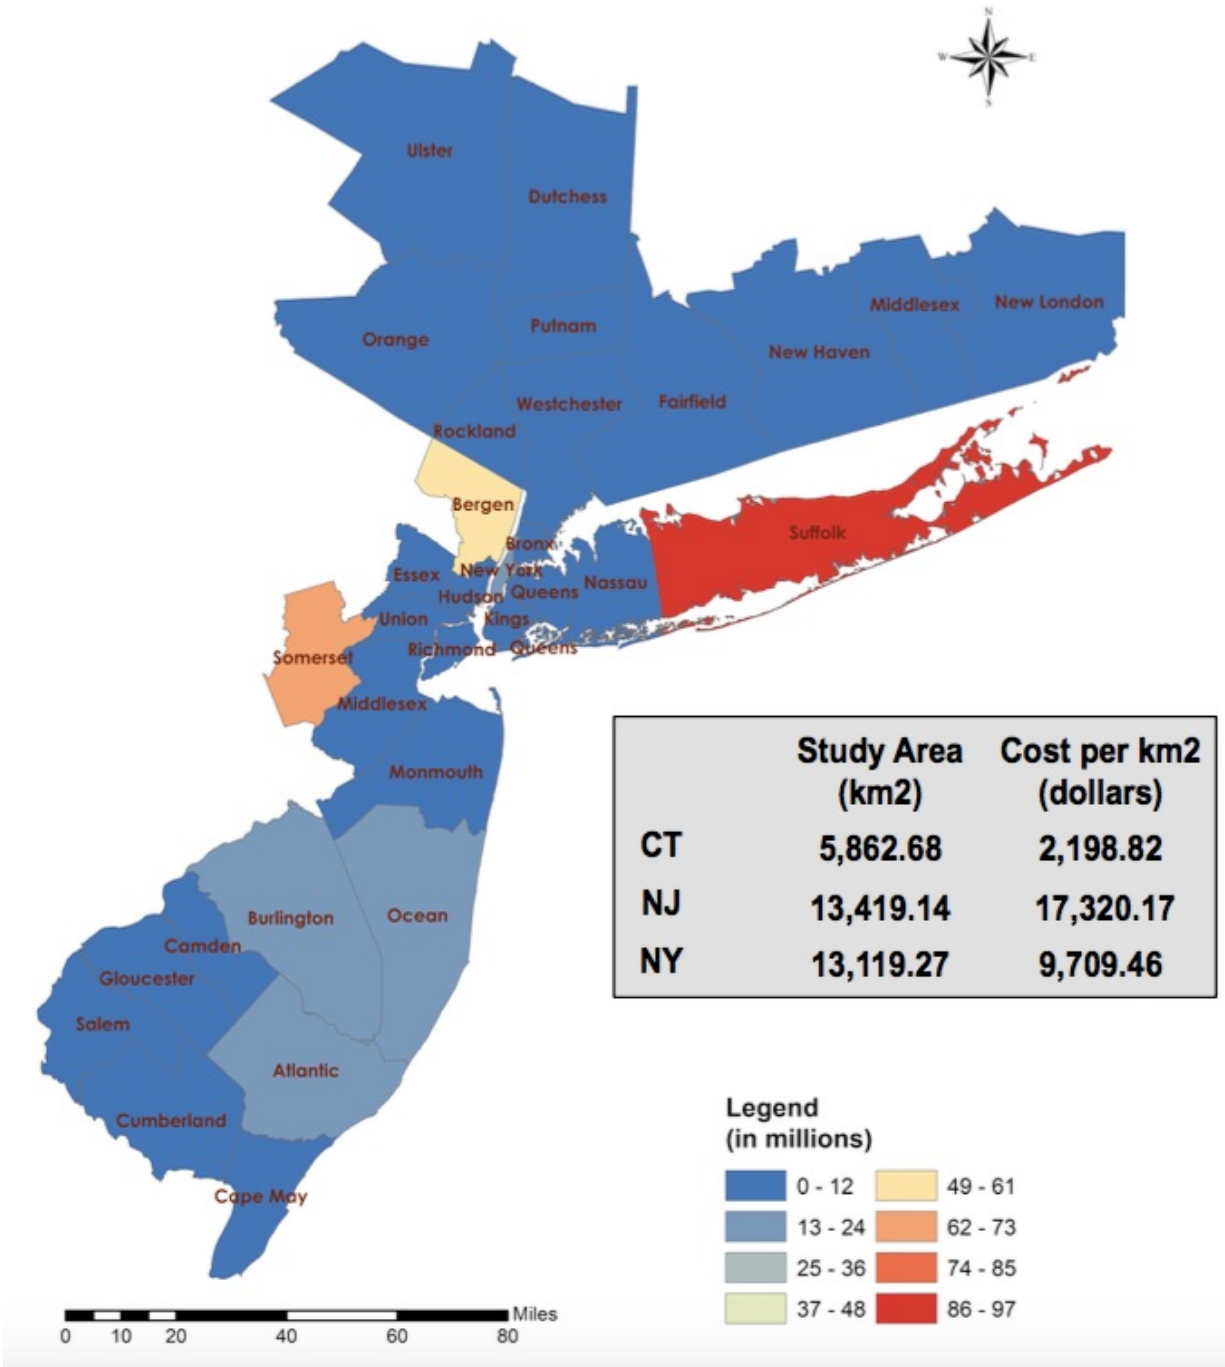 N
W E
S
Ulster
Dutchess
Putnam
Orange
Middlesex
New London
New Haven
Westchester
Fairfield
Rockland
Bergen
Suffolk
Bronx
New York
Essex
Nassau
Hudson
Queens
Union
Kings
Richmond
Queens
Somerset
Middlesex
Monmouth
Study Area Cost per km2
(km2) (dollars)
CT 5,862.68 2,198.82
NJ 13,419.14 17,320.17
NY 13,119.27 9,709.46
Burlington
Ocean
Camden
Gloucester
Salem
Atlantic
Cumberland
Cape May
Legend
(in millions)
0 - 12 49 - 61
13 - 24 62 - 73
25 - 36 74 - 85
37 - 48 86 - 97
Miles
0 10 20 40 60 80